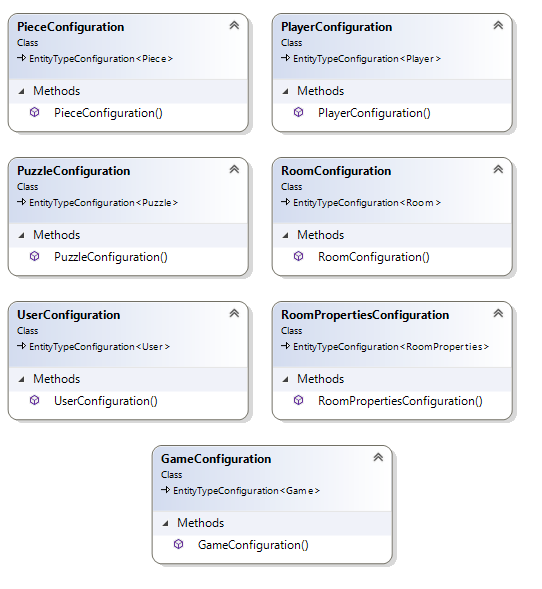 PieceConfiguration
Class
EntityTypeConfiguration<Piece>
Methods
PieceConfiguration()
PlayerConfiguration
Class
EntityTypeConfiguration<Player>
Methods
PlayerConfiguration()
PuzzleConfiguration
Class
EntityTypeConfiguration<Puzzle>
Methods
PuzzleConfiguration()
RoomConfiguration
Class
EntityTypeConfiguration<Room>
Methods
RoomConfiguration()
UserConfiguration
Class
EntityTypeConfiguration<User>
Methods
UserConfiguration()
RoomPropertiesConfiguration
Class
EntityTypeConfiguration<RoomProperties>
Methods
RoomPropertiesConfiguration()
GameConfiguration
Class
EntityTypeConfiguration<Game>
Methods
GameConfiguration()